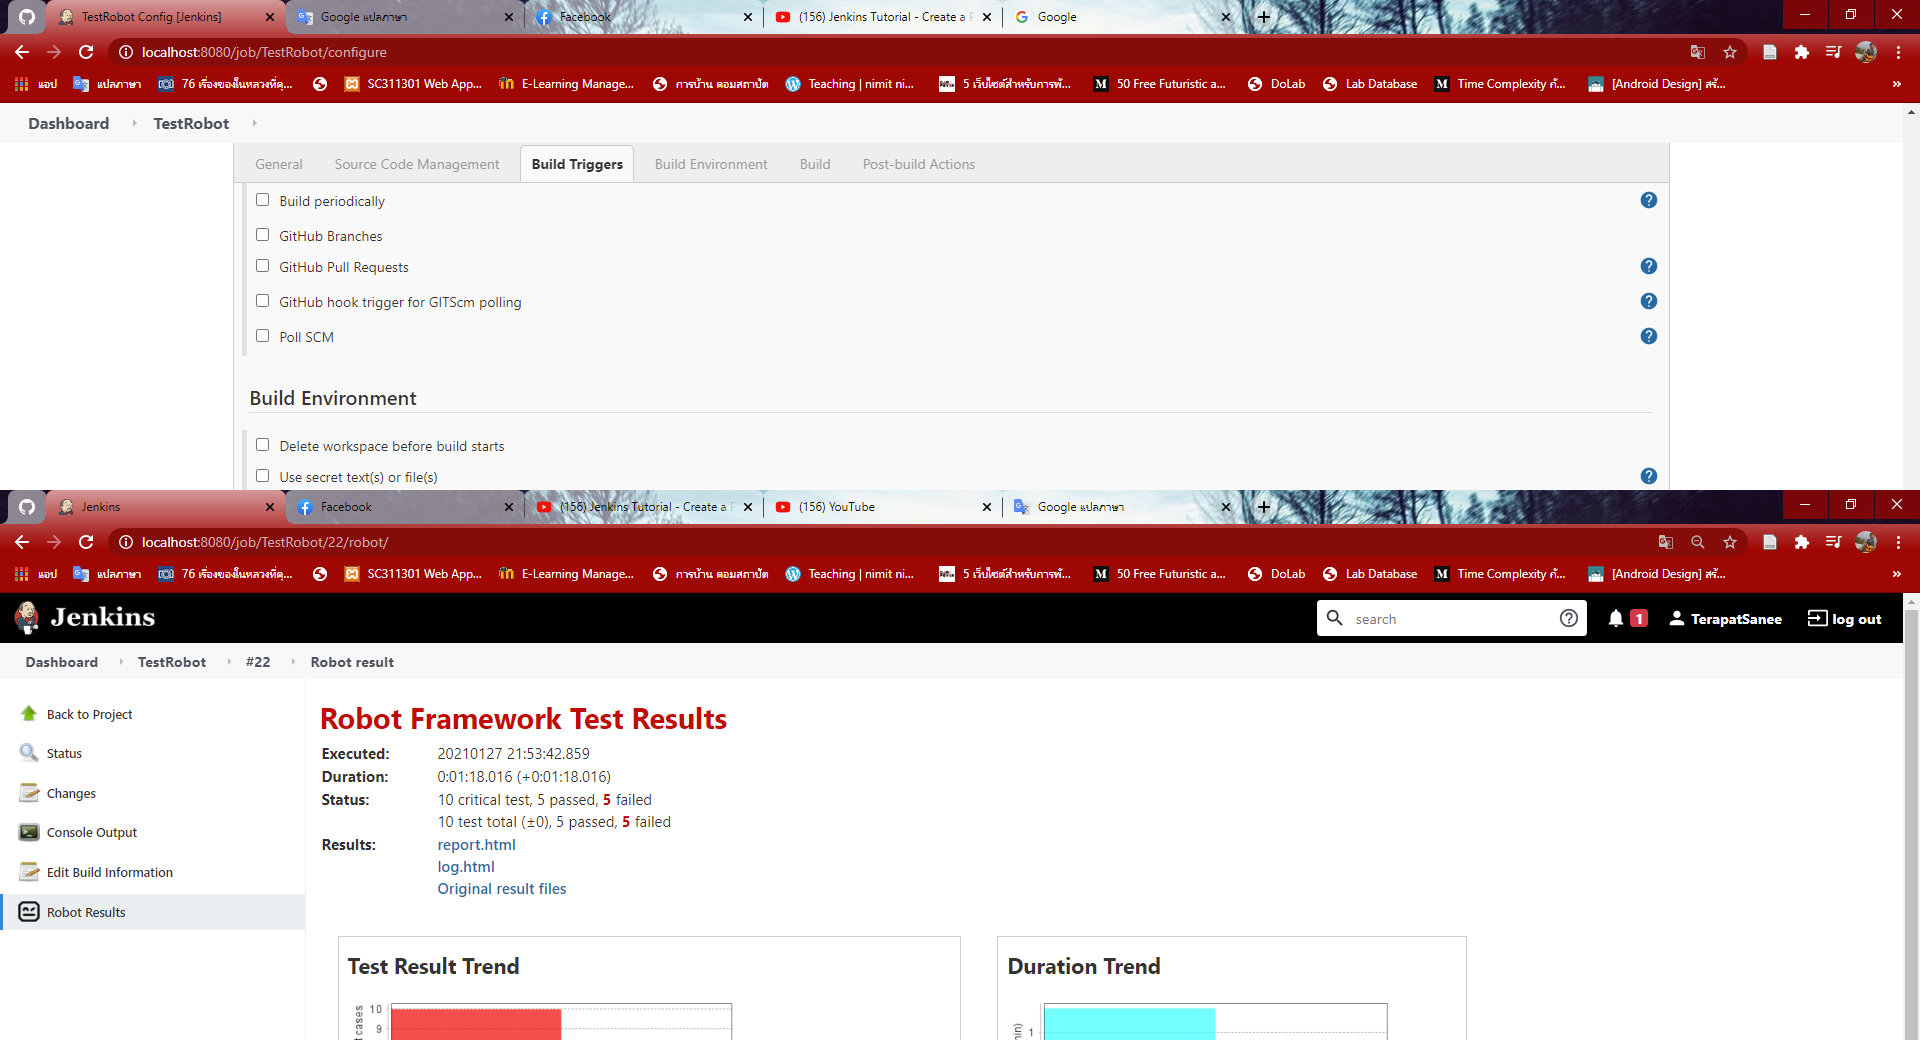 TestRobot Config [Jenkins]
Google แปลภาษา
Facebook
(156) Jenkins Tutorial - Create a P
Google
localhost:8080/job/TestRobot/configure
แอป
แปลภาษา
76 เรื่องของในหลวงที่คุ...
SC311301 Web App...
E-Learning Manage...
การบ้าน คอมสถาปัต
Teaching | nimit ni...
5 เว็บไซต์สำหรับการพั...
50 Free Futuristic a...
DoLab
Lab Database
Time Complexity คื...
[Android Design] สร้...
»
Dashboard
TestRobot
General
Source Code Management
Build Triggers
Build Environment
Build
Post-build Actions
Build periodically
GitHub Branches
GitHub Pull Requests
GitHub hook trigger for GITScm polling
Poll SCM
Build Environment
Delete workspace before build starts
Use secret text(s) or file(s)
Jenkins
Facebook
(156) Jenkins Tutorial - Create a P
(156) YouTube
Google แปลภาษา
localhost:8080/job/TestRobot/22/robot/
แอป
แปลภาษา
76 เรื่องของในหลวงที่คุ...
SC311301 Web App...
E-Learning Manage...
การบ้าน คอมสถาปัต
Teaching | nimit ni...
5 เว็บไซต์สำหรับการพั...
50 Free Futuristic a...
DoLab
Lab Database
Time Complexity คื...
[Android Design] สร้...
»
Jenkins
search
1
TerapatSanee
log out
Dashboard
TestRobot
#22
Robot result
Back to Project
Status
Changes
Console Output
Edit Build Information
Robot Results
Robot Framework Test Results
Executed: 20210127 21:53:42.859
Duration: 0:01:18.016 (+0:01:18.016)
Status: 10 critical test, 5 passed, 5 failed
10 test total (±0), 5 passed, 5 failed
Results: report.html
log.html
Original result files
Test Result Trend
10
9
cases
Duration Trend
1